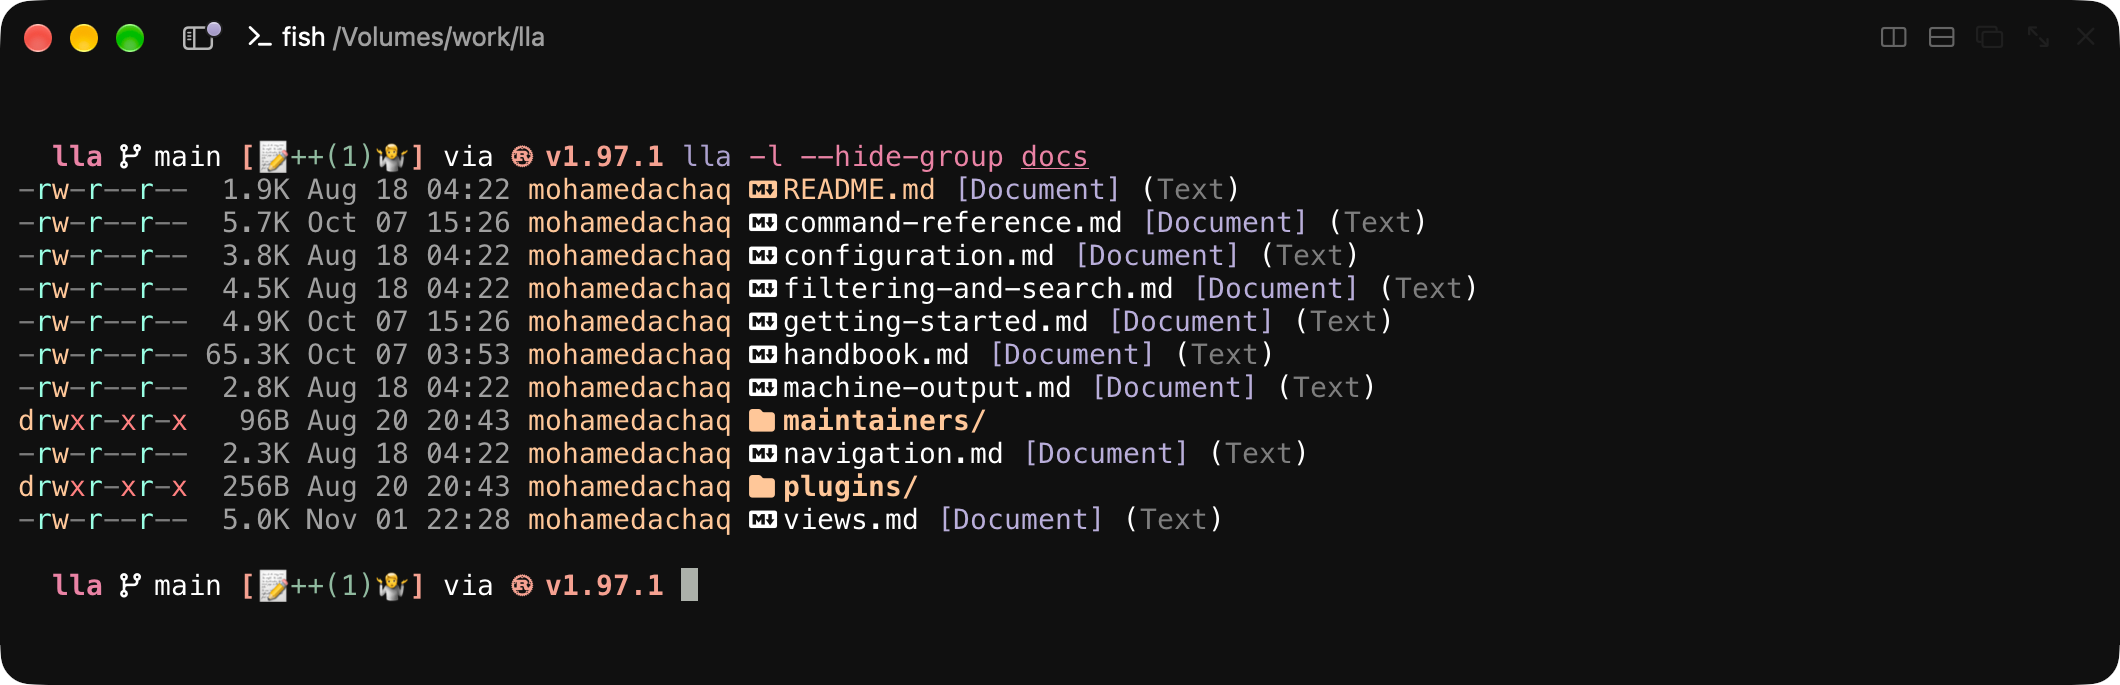 fish /Volumes/work/lla
lla main [📝++(1)🤷] via v1.97.1 lla -l --hide-group docs
-rw-r--r-- 1.9K Aug 18 04:22 mohamedachaq README.md [Document] (Text)
-rw-r--r-- 5.7K Oct 07 15:26 mohamedachaq command-reference.md [Document] (Text)
-rw-r--r-- 3.8K Aug 18 04:22 mohamedachaq configuration.md [Document] (Text)
-rw-r--r-- 4.5K Aug 18 04:22 mohamedachaq filtering-and-search.md [Document] (Text)
-rw-r--r-- 4.9K Oct 07 15:26 mohamedachaq getting-started.md [Document] (Text)
-rw-r--r-- 65.3K Oct 07 03:53 mohamedachaq handbook.md [Document] (Text)
-rw-r--r-- 2.8K Aug 18 04:22 mohamedachaq machine-output.md [Document] (Text)
drwxr-xr-x 96B Aug 20 20:43 mohamedachaq maintainers/
-rw-r--r-- 2.3K Aug 18 04:22 mohamedachaq navigation.md [Document] (Text)
drwxr-xr-x 256B Aug 20 20:43 mohamedachaq plugins/
-rw-r--r-- 5.0K Nov 01 22:28 mohamedachaq views.md [Document] (Text)
lla main [📝++(1)🤷] via v1.97.1